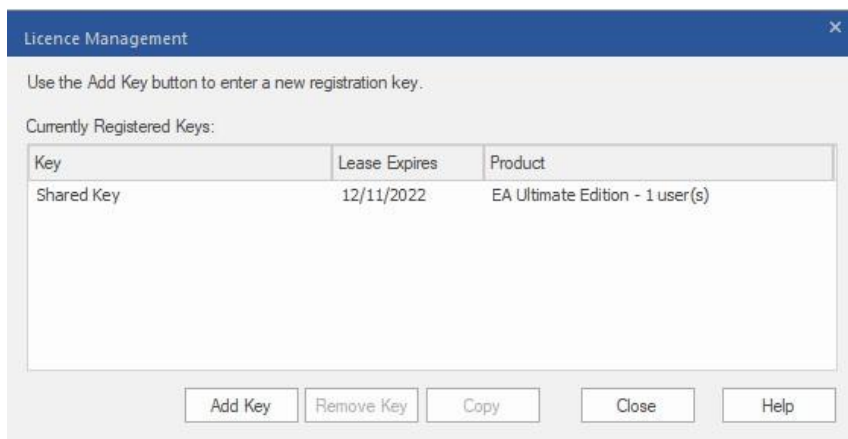 Licence Management
Use the Add Key button to enter a new registration key.
Currently Registered Keys:
Key Lease Expires Product
Shared Key 12/11/2022 EA Ultimate Edition - 1 user(s)
Add Key Remove Key Copy Close Help